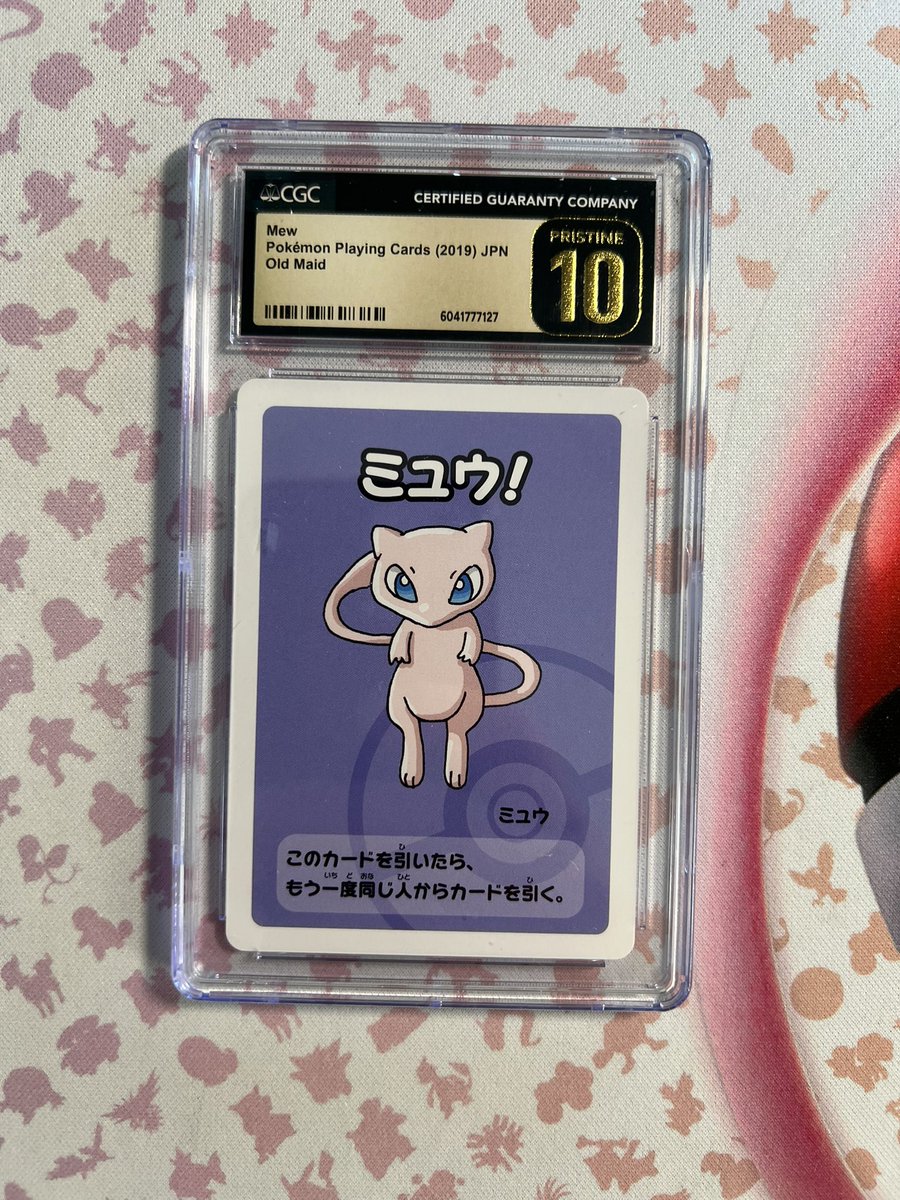 CGC CERTIFIED GUARANTY COMPANY
Mew
Pokémon Playing Cards (2019) JPN
Old Maid
PRISTINE
10
6041777127
ミュウ!
ミュウ
このカードを引いたら、
もう一度同じ人からカードを引く。